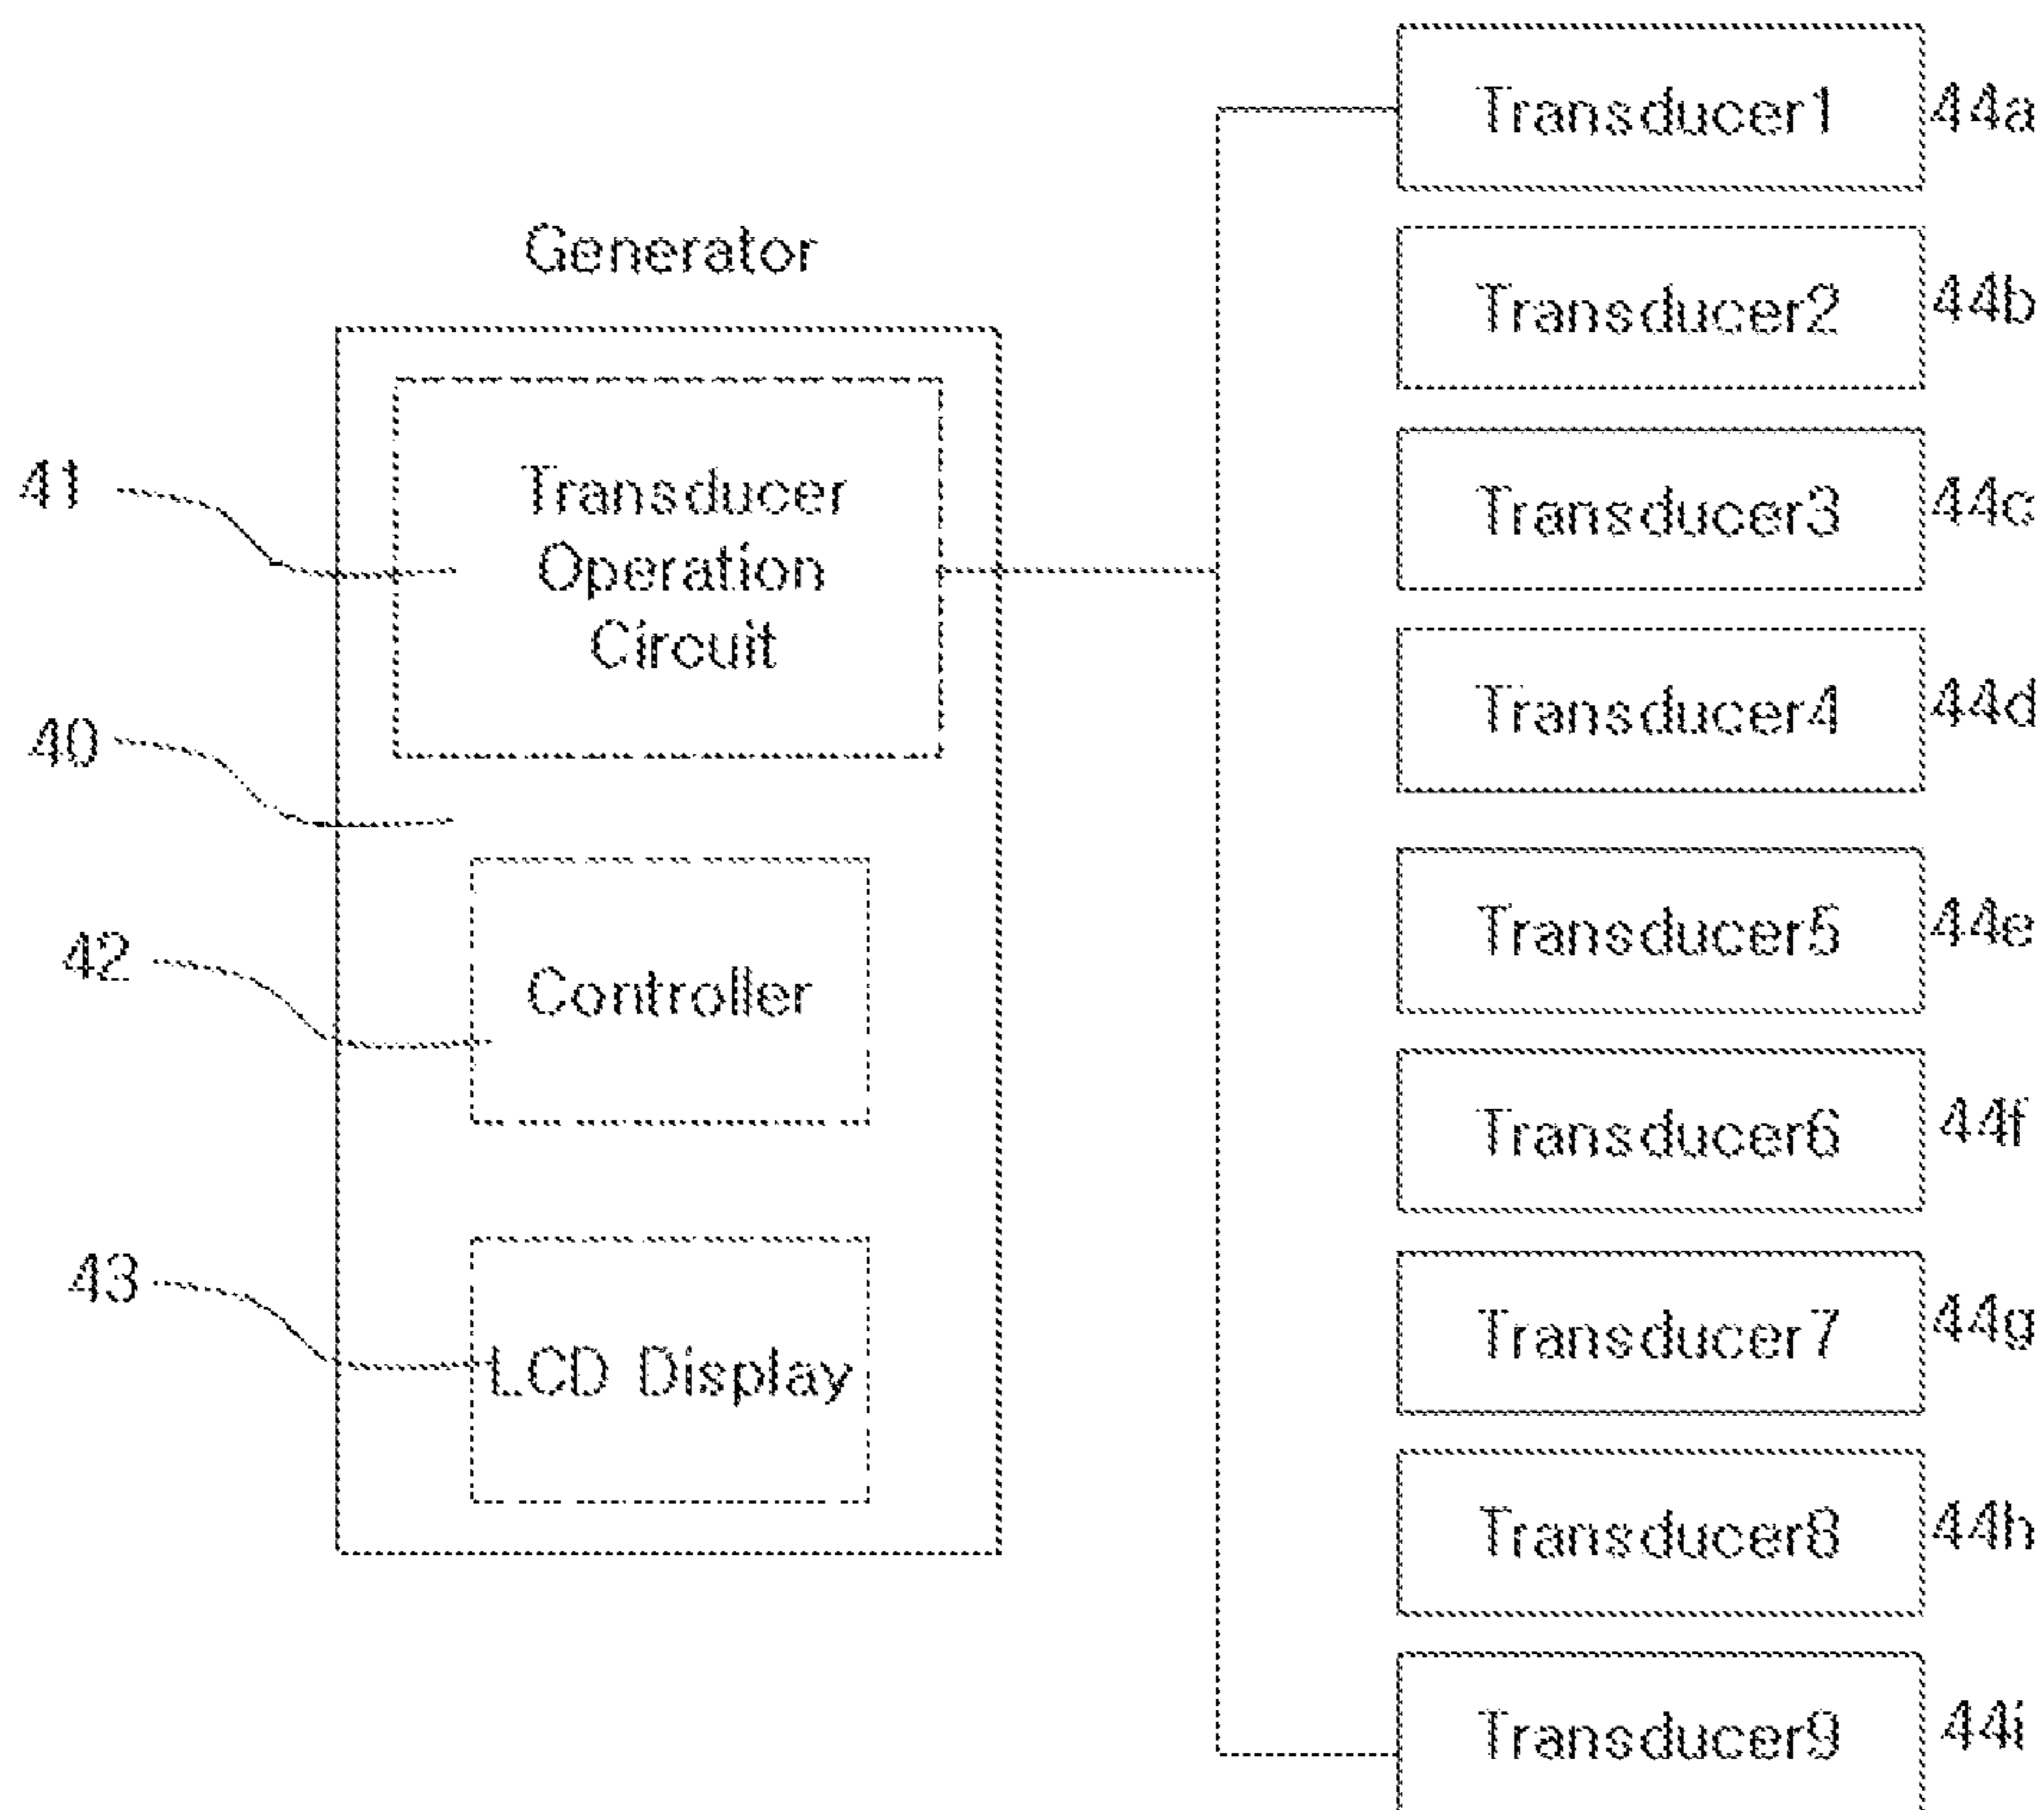 Generator
41
Transducer
Operation
Circuit
40
42
Controller
43
LCD Display
Transducer1
44a
Transducer2
44b
Transducer3
44c
Transducer4
44d
Transducer5
44e
Transducer6
44f
Transducer7
44g
Transducer8
44h
Transducer9
44i